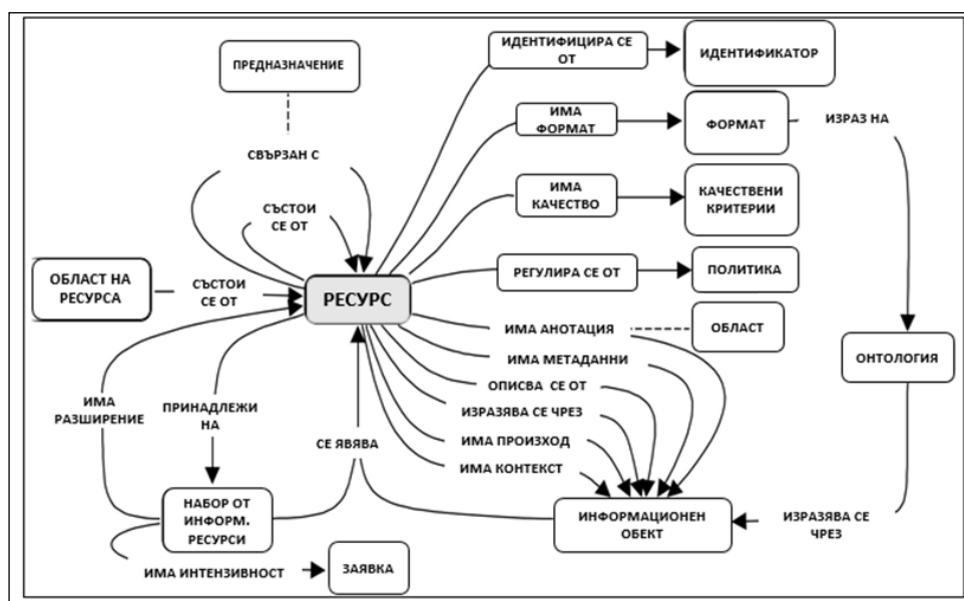 ПРЕДНАЗНАЧЕНИЕ
ИДЕНТИФИЦИРА СЕ
ОТ
ИДЕНТИФИКАТОР
ИМА
ФОРМАТ
ФОРМАТ
ИЗРАЗ НА
СВЪРЗАН С
ИМА
КАЧЕСТВО
КАЧЕСТВЕНИ
КРИТЕРИИ
СЪСТОИ
СЕ ОТ
ОБЛАСТ НА
РЕСУРСА
СЪСТОИ
СЕ ОТ
РЕСУРС
РЕГУЛИРА СЕ ОТ
ПОЛИТИКА
ИМА АНОТАЦИЯ
ОБЛАСТ
ИМА МЕТАДАННИ
ОНТОЛОГИЯ
ОПИСВА СЕ ОТ
ИЗРАЗЯВА СЕ ЧРЕЗ
ИМА ПРОИЗХОД
ИМА КОНТЕКСТ
ИМА
РАЗШИРЕНИЕ
ПРИНАДЛЕЖИ
НА
СЕ ЯВЯВА
НАБОР ОТ
ИНФОРМ.
РЕСУРСИ
ИНФОРМАЦИОНЕН
ОБЕКТ
ИЗРАЗЯВА СЕ
ЧРЕЗ
ИМА ИНТЕНЗИВНОСТ
ЗАЯВКА